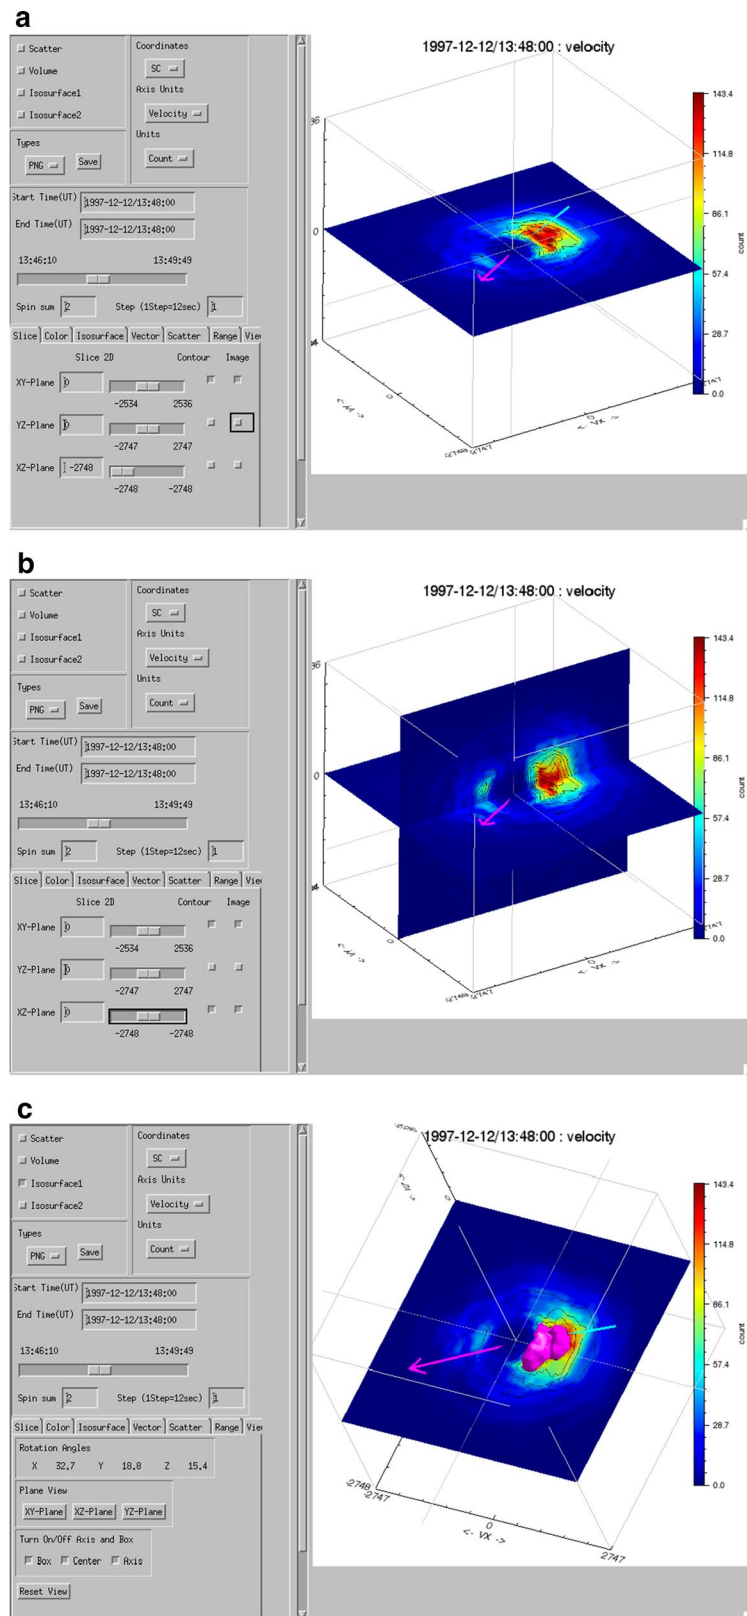 a
Scatter
Volume
Isosurface1
Isosurface2
Types
PNG Save
Coordinates
SC
Axis Units
Velocity
Units
Count
Start Time(UT) 1997-12-12/13:48:00
End Time(UT) 1997-12-12/13:48:00
13:46:10 13:49:49
Spin sum 2 Step (1Step=12sec) 1
Slice Color Isosurface Vector Scatter Range
Slice 2D Contour Image
XY-Plane 0
-2534 2536
YZ-Plane 0
-2747 2747
XZ-Plane -2748
-2748 -2748
1997-12-12/13:48:00 : velocity
0
0
<- VY ->
-2748
-2747
0
<- VX ->
2747
143.4
114.8
86.1
57.4
28.7
0.0
count
b
Scatter
Volume
Isosurface1
Isosurface2
Types
PNG Save
Coordinates
SC
Axis Units
Velocity
Units
Count
Start Time(UT) 1997-12-12/13:48:00
End Time(UT) 1997-12-12/13:48:00
13:46:10 13:49:49
Spin sum 2 Step (1Step=12sec) 1
Slice Color Isosurface Vector Scatter Range
Slice 2D Contour Image
XY-Plane 0
-2534 2536
YZ-Plane 0
-2747 2747
XZ-Plane 0
-2748 -2748
1997-12-12/13:48:00 : velocity
0
0
<- VY ->
-2748
-2747
0
<- VX ->
2747
143.4
114.8
86.1
57.4
28.7
0.0
count
c
Scatter
Volume
Isosurface1
Isosurface2
Types
PNG Save
Coordinates
SC
Axis Units
Velocity
Units
Count
Start Time(UT) 1997-12-12/13:48:00
End Time(UT) 1997-12-12/13:48:00
13:46:10 13:49:49
Spin sum 2 Step (1Step=12sec) 1
Slice Color Isosurface Vector Scatter Range
Rotation Angles
X 32.7 Y 18.8 Z 15.4
Plane View
XY-Plane XZ-Plane YZ-Plane
Turn On/Off Axis and Box
Box Center Axis
Reset View
1997-12-12/13:48:00 : velocity
<- VZ ->
0
-2748
-2747
0
<- VX ->
2747
143.4
114.8
86.1
57.4
28.7
0.0
count